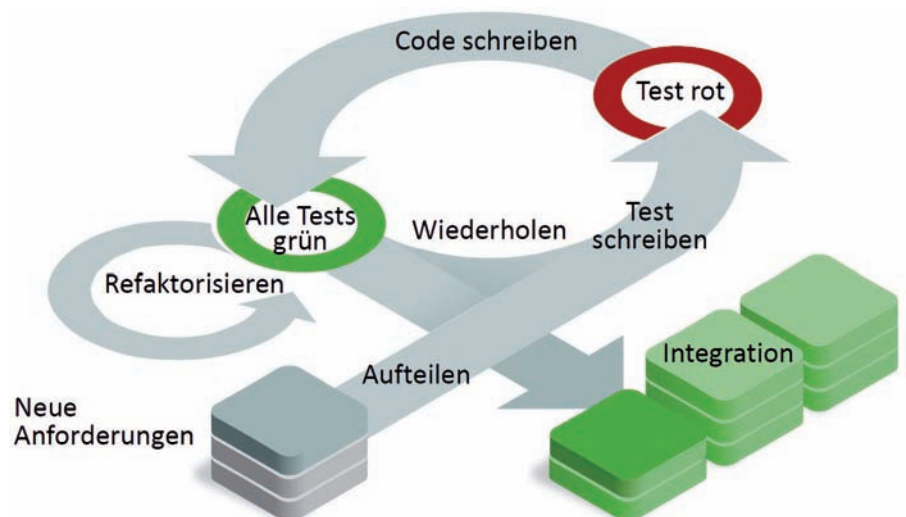 Code schreiben
Test rot
Alle Tests
grün
Wiederholen
Test
schreiben
Refaktorisieren
Aufteilen
Integration
Neue
Anforderungen